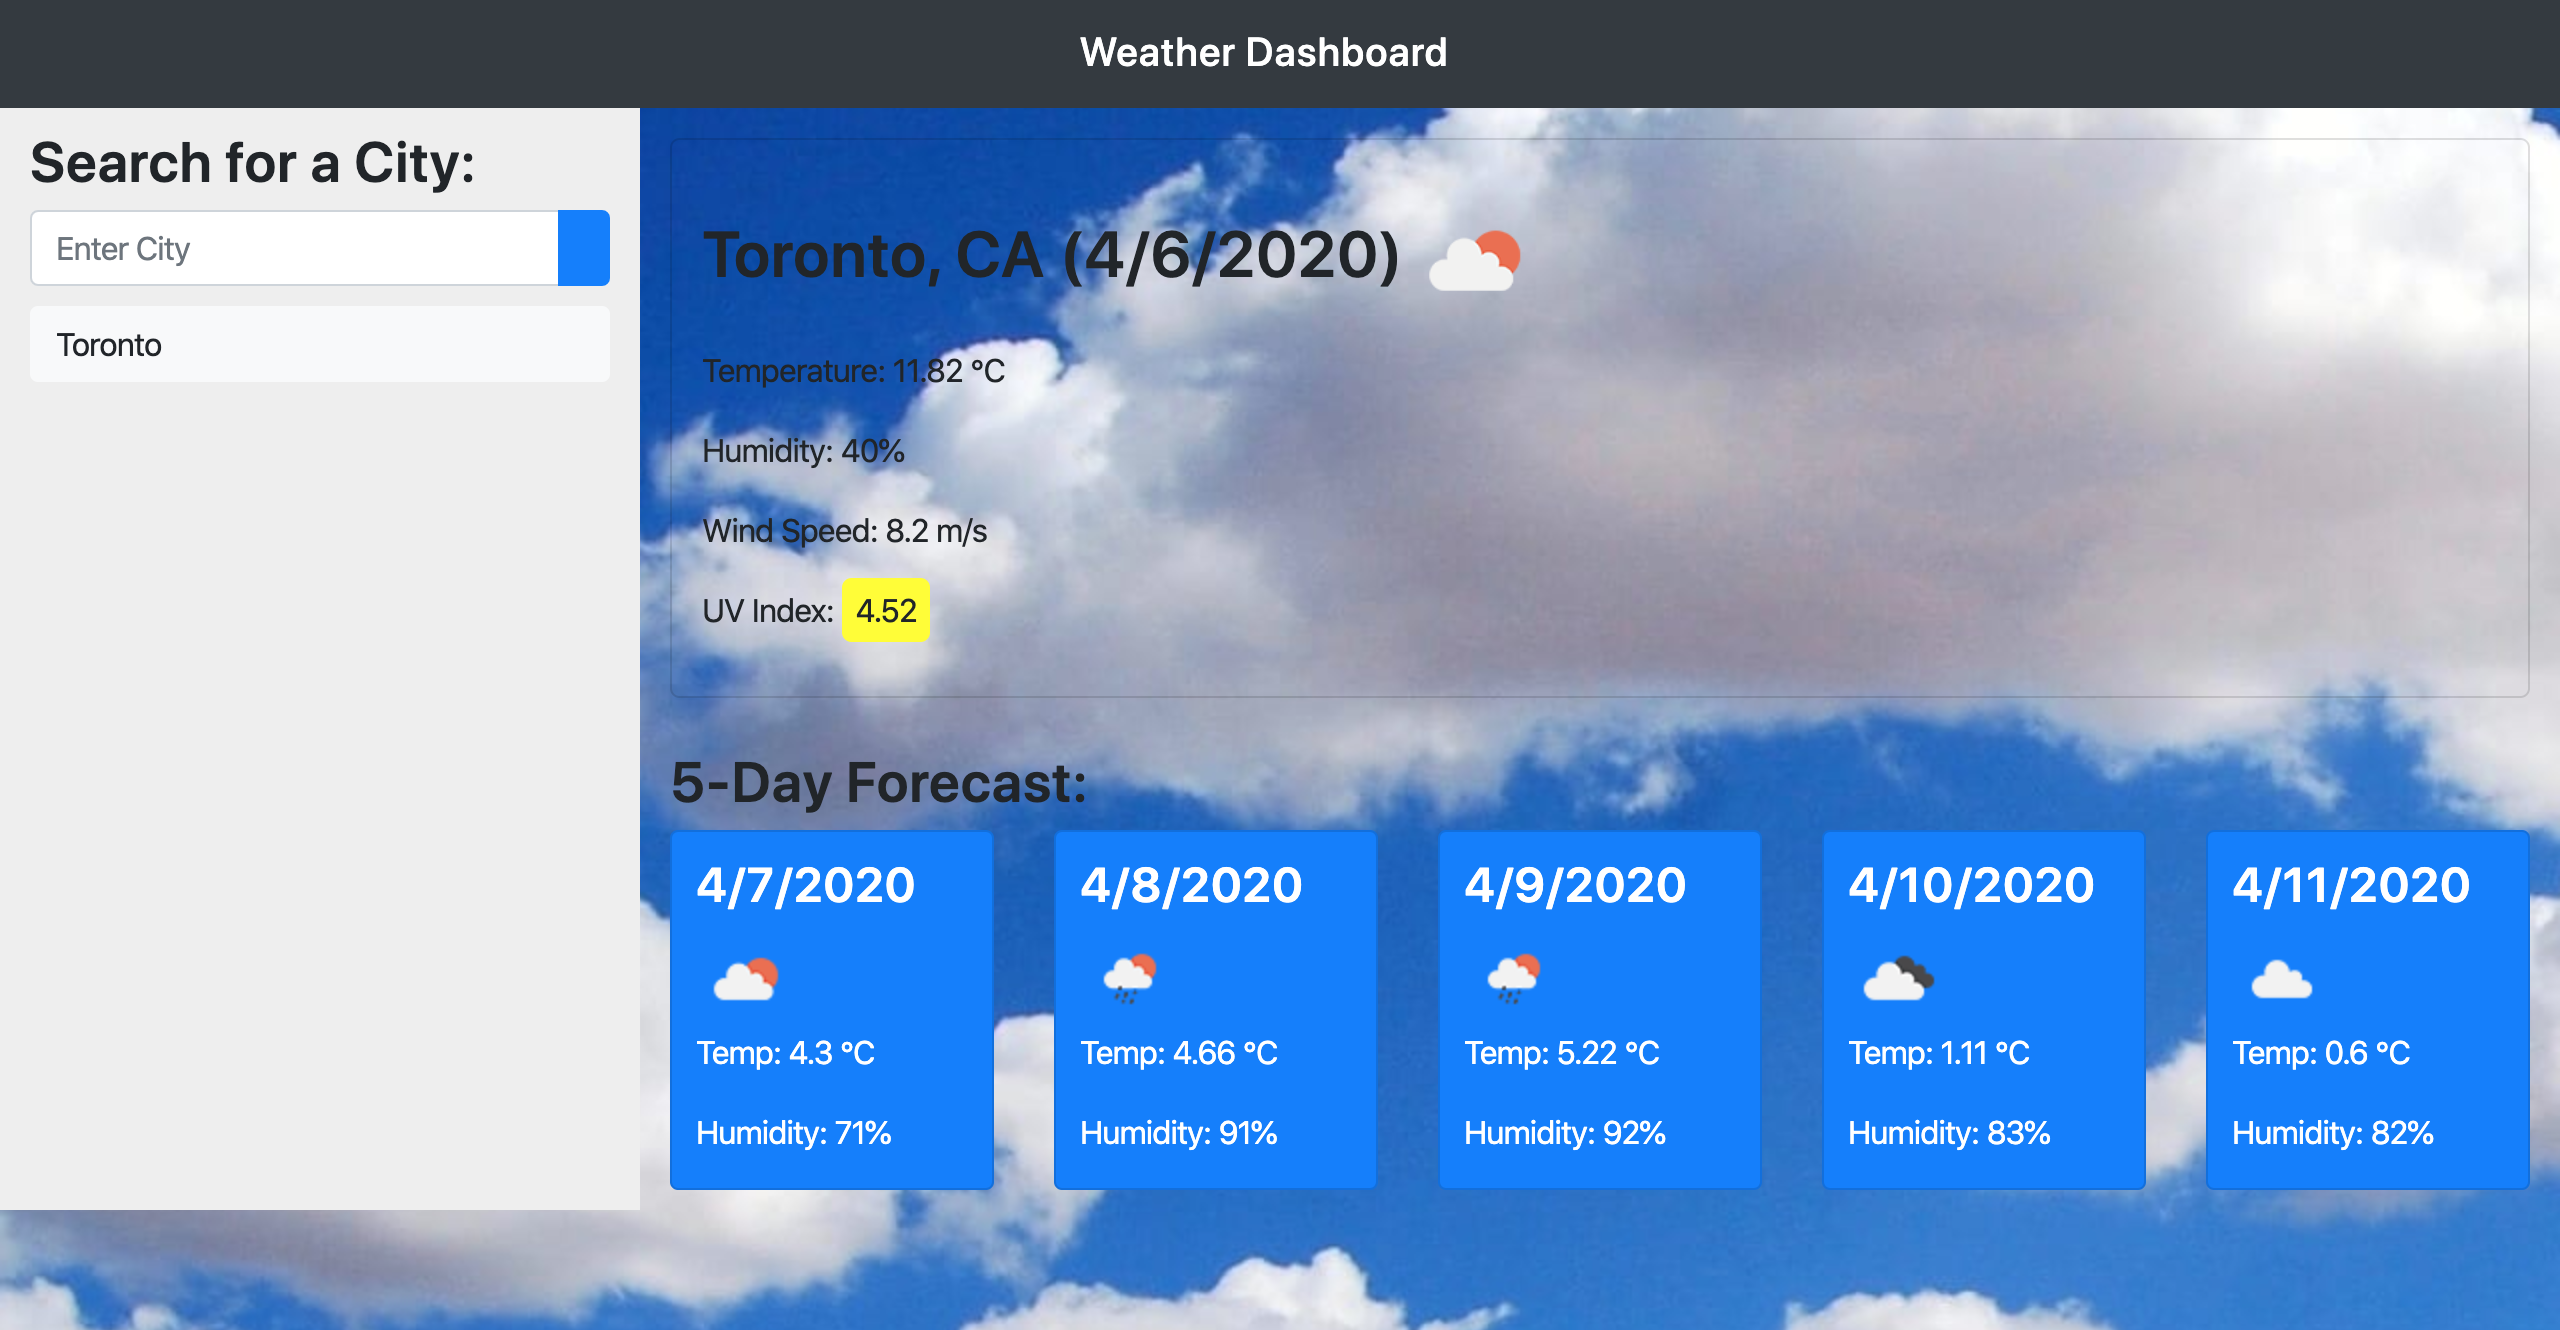 Weather Dashboard
Search for a City:
Enter City
Toronto
Toronto, CA (4/6/2020)
Temperature: 11.82 °C
Humidity: 40%
Wind Speed: 8.2 m/s
UV Index: 4.52
5-Day Forecast:
4/7/2020
Temp: 4.3 °C
Humidity: 71%
4/8/2020
Temp: 4.66 °C
Humidity: 91%
4/9/2020
Temp: 5.22 °C
Humidity: 92%
4/10/2020
Temp: 1.11 °C
Humidity: 83%
4/11/2020
Temp: 0.6 °C
Humidity: 82%